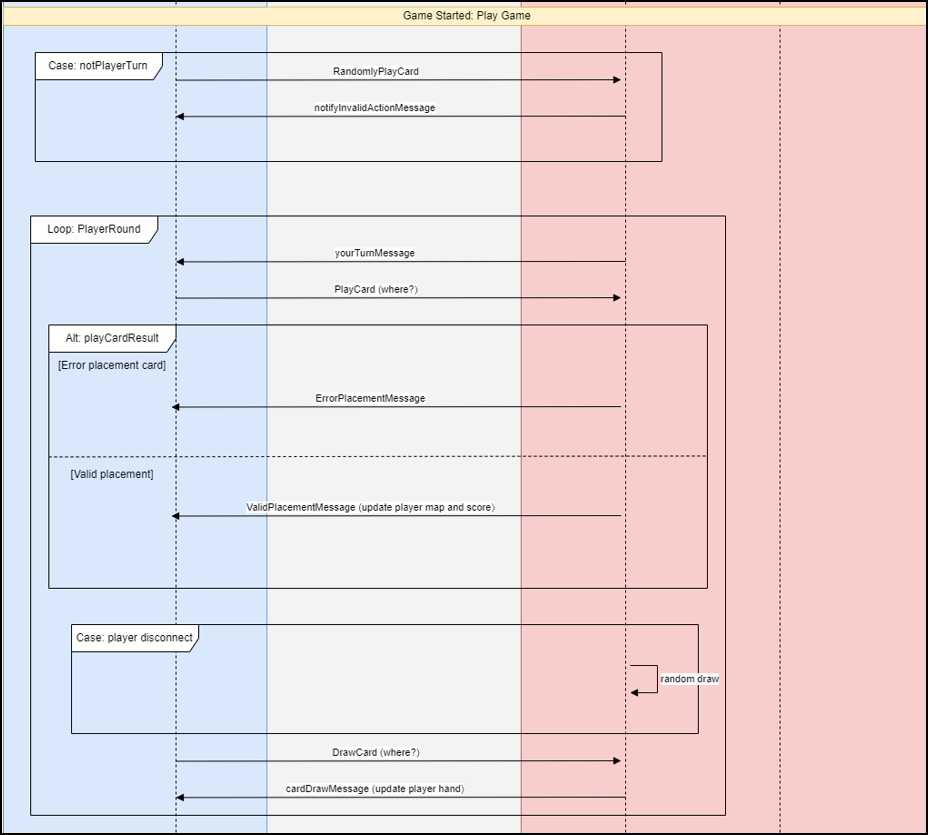 Game Started: Play Game
Case: notPlayerTurn
RandomlyPlayCard
notifyInvalidActionMessage
Loop: PlayerRound
yourTurnMessage
PlayCard (where?)
Alt: playCardResult
[Error placement card]
ErrorPlacementMessage
[Valid placement]
ValidPlacementMessage (update player map and score)
Case: player disconnect
random draw
DrawCard (where?)
cardDrawMessage (update player hand)